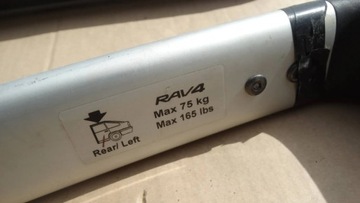 RAV4
Max 75 kg
Max 165 lbs
Rear/ Left